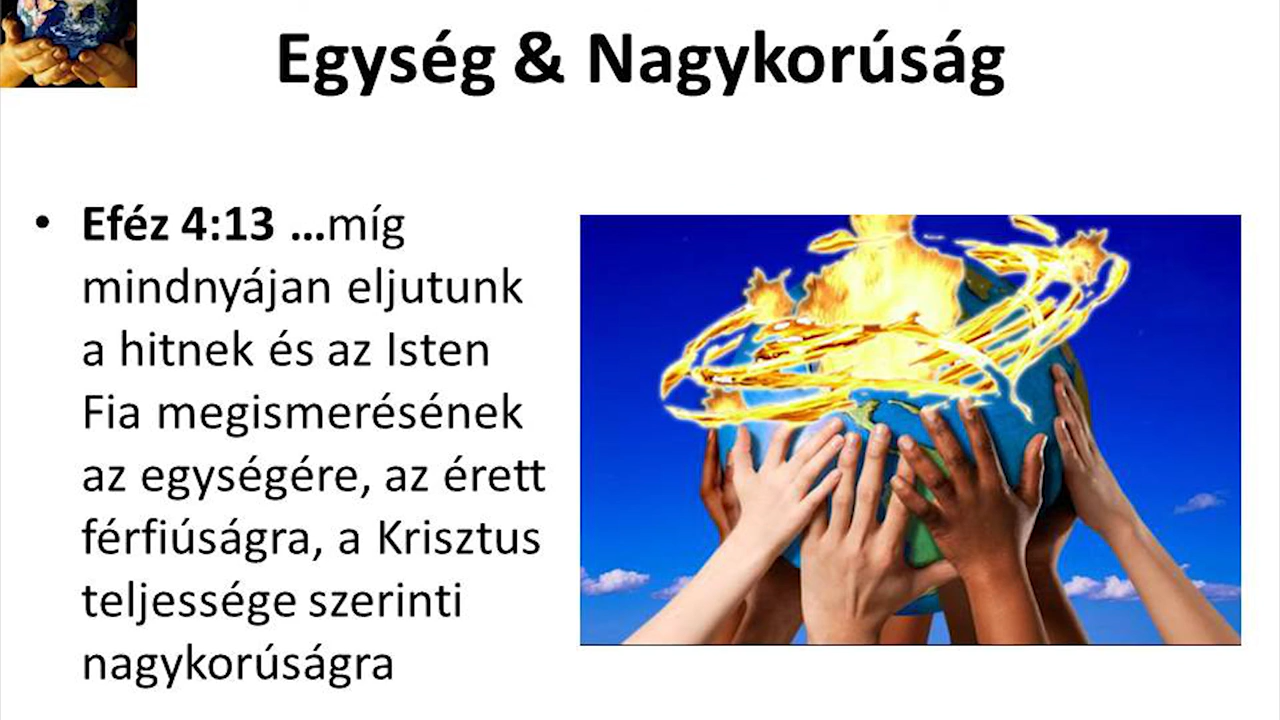 Egység & Nagykorúság
• Eféz 4:13 ...míg
mindnyájan eljutunk
a hitnek és az Isten
Fia megismerésének
az egységére, az érett
férfiúságra, a Krisztus
teljessége szerinti
nagykorúságra